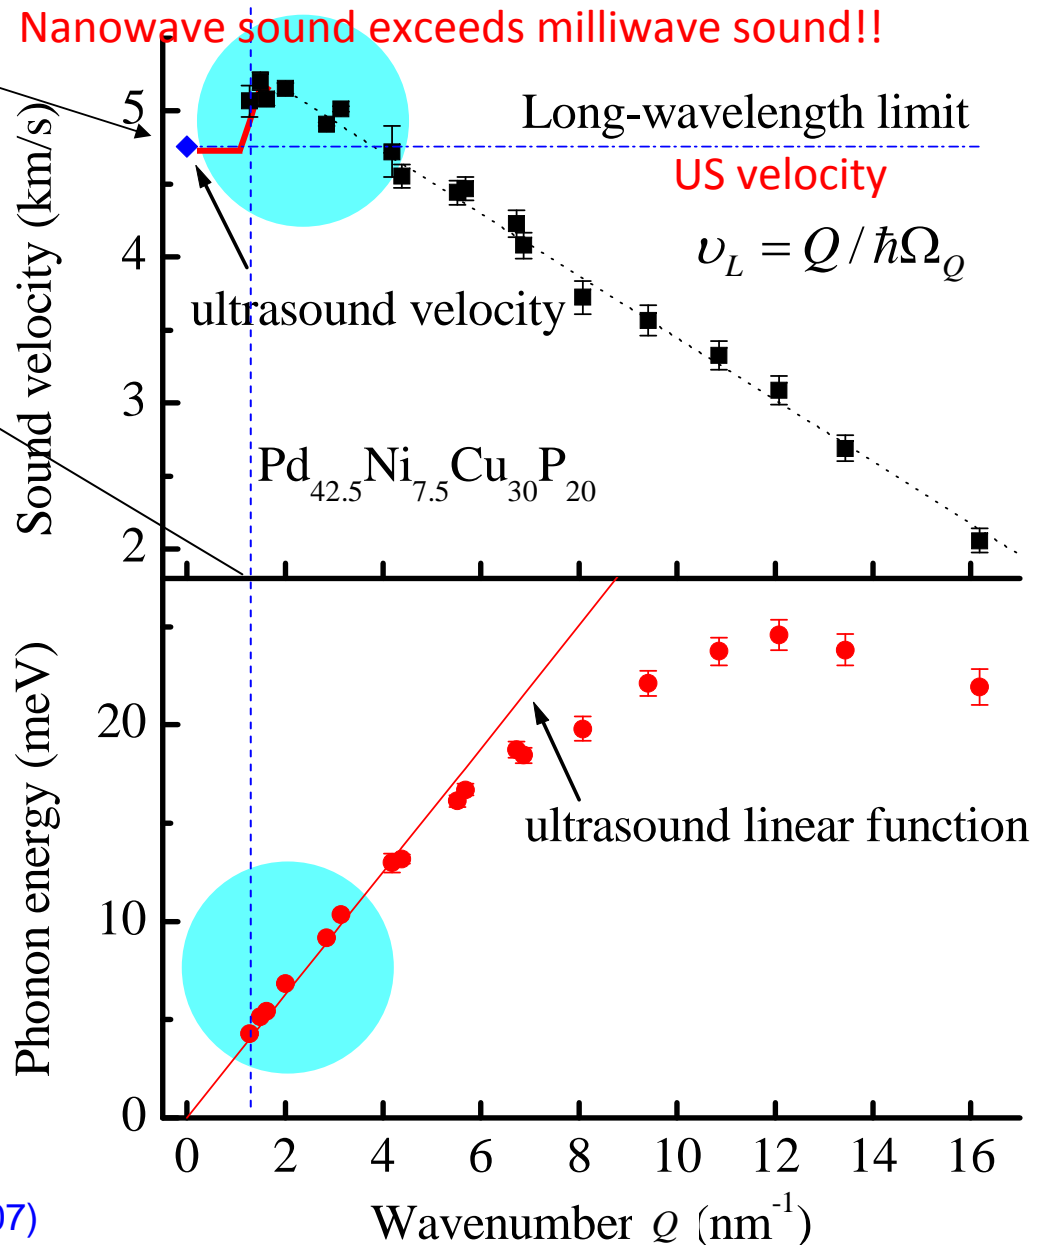 Nanowave sound exceeds milliwave sound!!
Sound velocity (km/s)
5
4
3
2
Long-wavelength limit
US velocity
υ_L = Q / ℏΩ_Q
ultrasound velocity
Pd42.5Ni7.5Cu30P20
Phonon energy (meV)
20
10
0
ultrasound linear function
0 2 4 6 8 10 12 14 16
Wavenumber Q (nm⁻¹)
07)